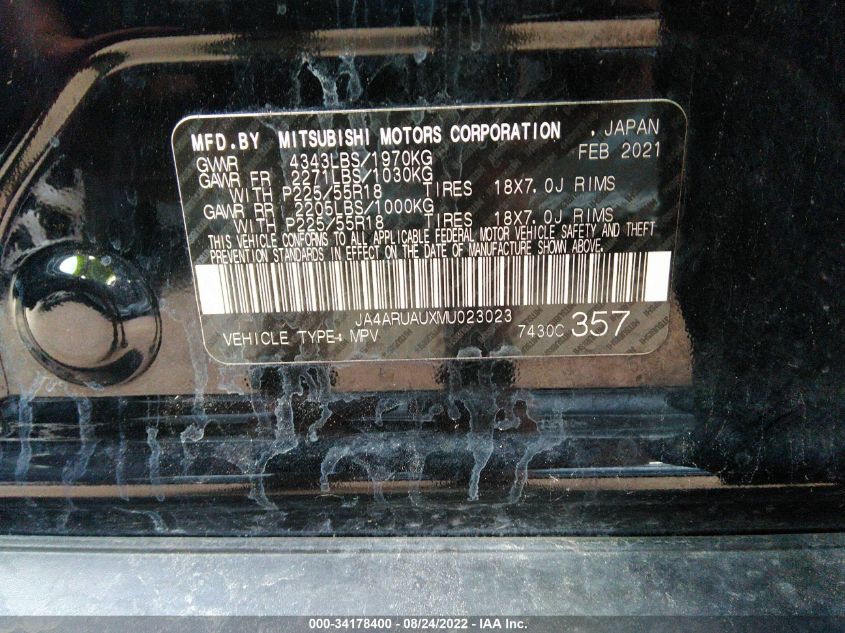 MFD.BY MITSUBISHI MOTORS CORPORATION , JAPAN
GVWR 4343LBS/1970KG FEB 2021
GAWR FR 2271LBS/1030KG
WITH P225/55R18 TIRES 18X7.0J RIMS
GAWR RR 2205LBS/1000KG
WITH P225/55R18 TIRES 18X7.0J RIMS
THIS VEHICLE CONFORMS TO ALL APPLICABLE FEDERAL MOTOR VEHICLE SAFETY AND THEFT
PREVENTION STANDARDS IN EFFECT ON THE DATE OF MANUFACTURE SHOWN ABOVE.
JA4ARUAUXMU023023
VEHICLE TYPE: MPV 7430C 357
000-34178400 - 08/24/2022 - IAA Inc.